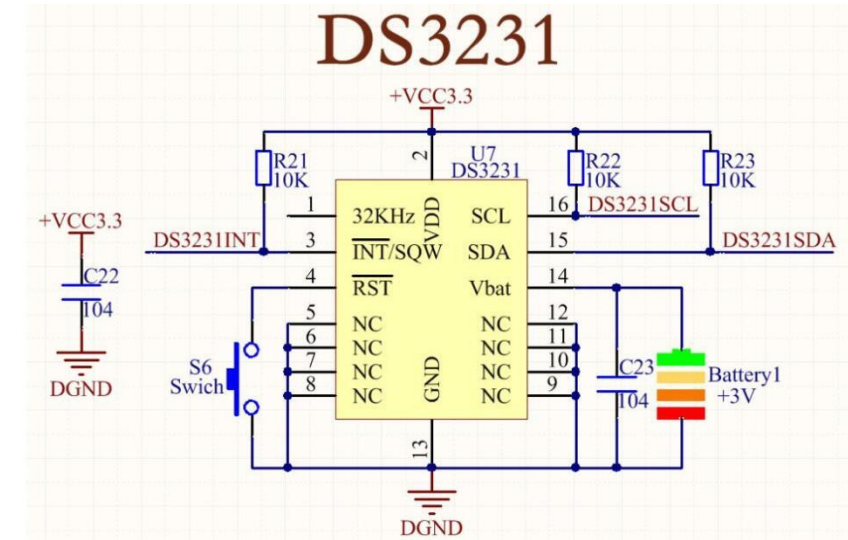 DS3231
+VCC3.3
U7
DS3231
R21
10K
R22
10K
R23
10K
2
VDD
1
32KHz
SCL
16
DS3231SCL
+VCC3.3
DS3231INT
3
INT/SQW
SDA
15
DS3231SDA
4
RST
Vbat
14
C22
104
5
NC
NC
12
6
NC
NC
11
7
NC
NC
10
8
NC
NC
9
GND
13
S6
Swich
C23
104
Battery1
+3V
DGND
DGND